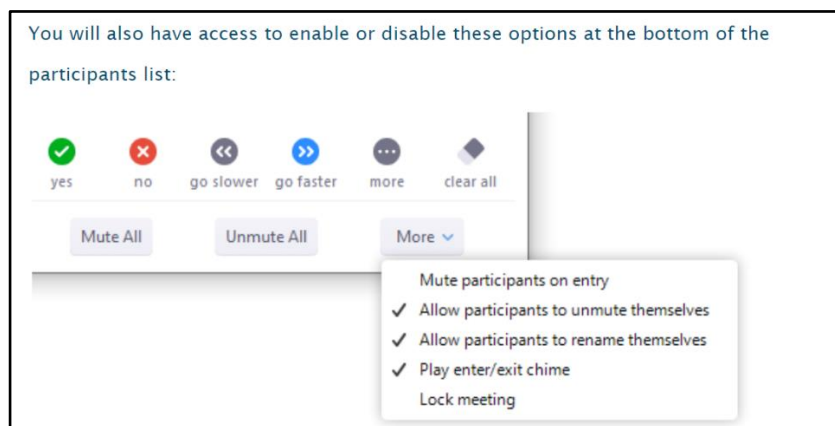 You will also have access to enable or disable these options at the bottom of the
participants list:
yes no go slower go faster more clear all
Mute All Unmute All More
Mute participants on entry
Allow participants to unmute themselves
Allow participants to rename themselves
Play enter/exit chime
Lock meeting